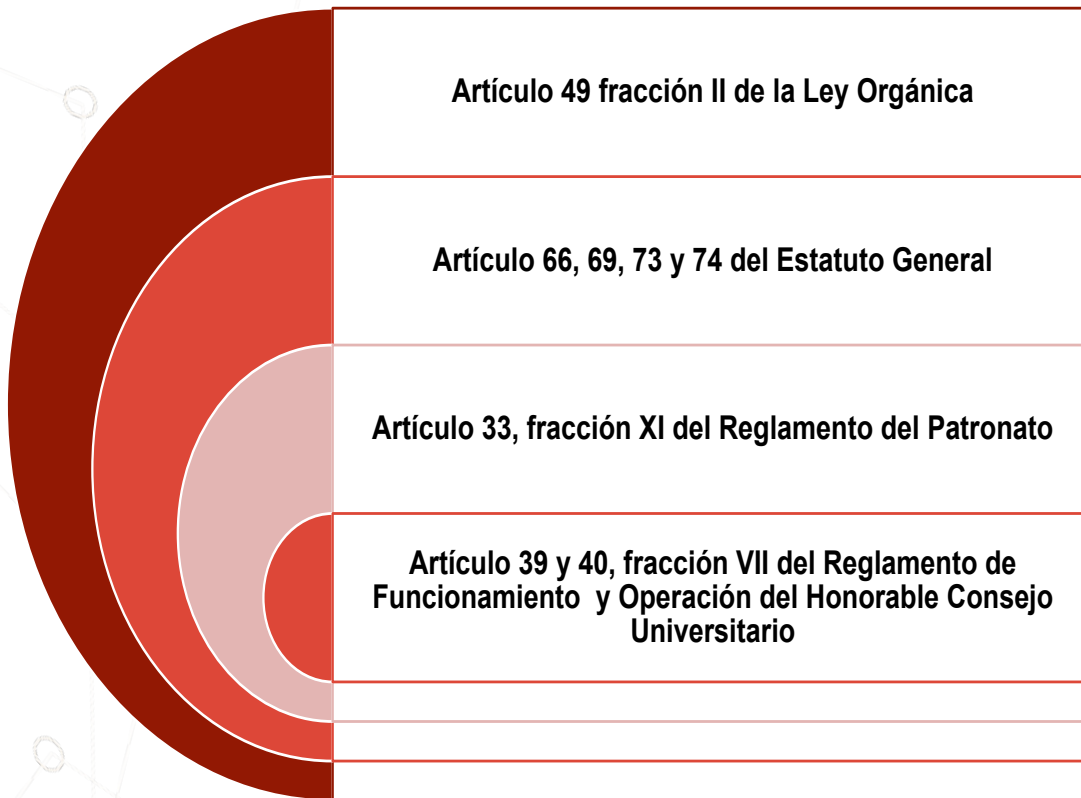 Artículo 49 fracción II de la Ley Orgánica
Artículo 66, 69, 73 y 74 del Estatuto General
Artículo 33, fracción XI del Reglamento del Patronato
Artículo 39 y 40, fracción VII del Reglamento de
Funcionamiento  y Operación del Honorable Consejo
Universitario